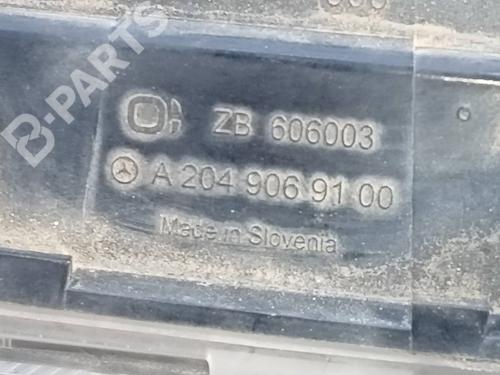 B-PARTS
ZB 606003
A 204 906 91 00
Made in Slovenia